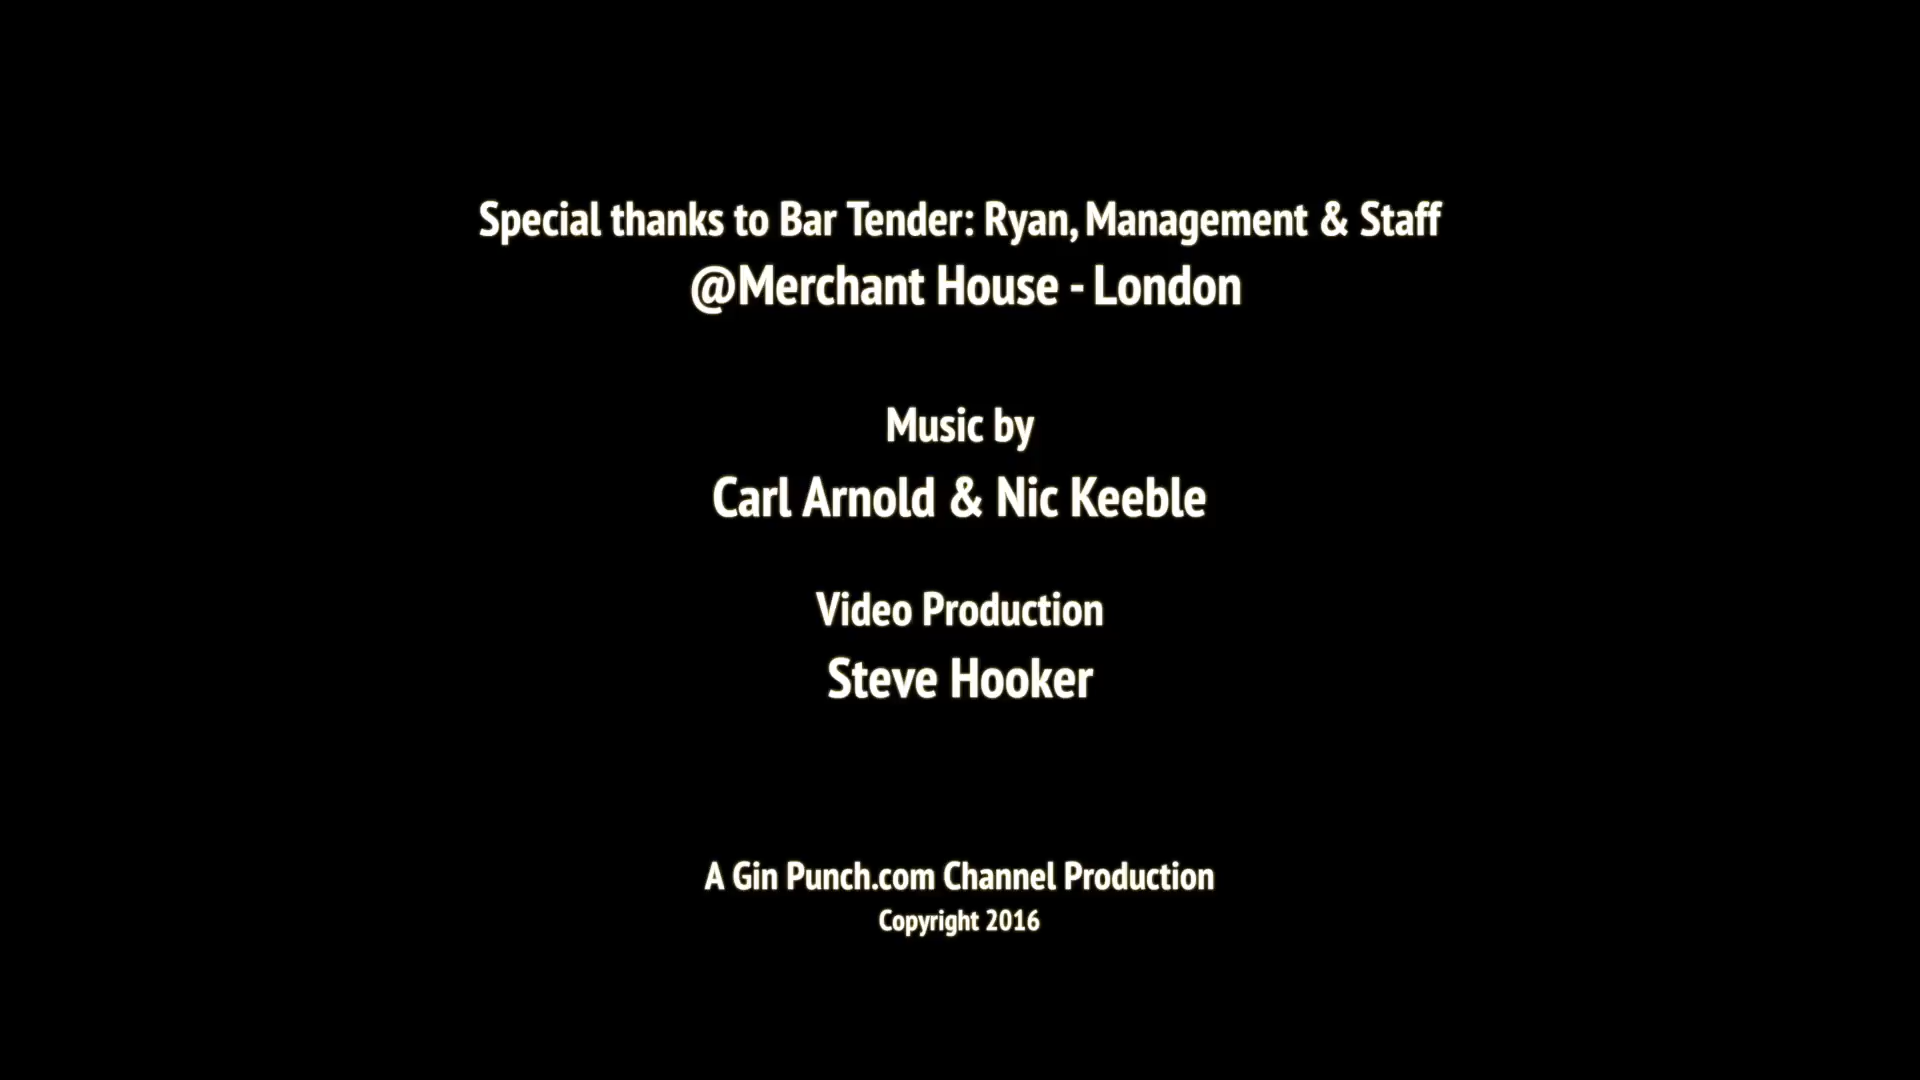 Special thanks to Bar Tender: Ryan, Management & Staff
@Merchant House - London
Music by
Carl Arnold & Nic Keeble
Video Production
Steve Hooker
A Gin Punch.com Channel Production
Copyright 2016